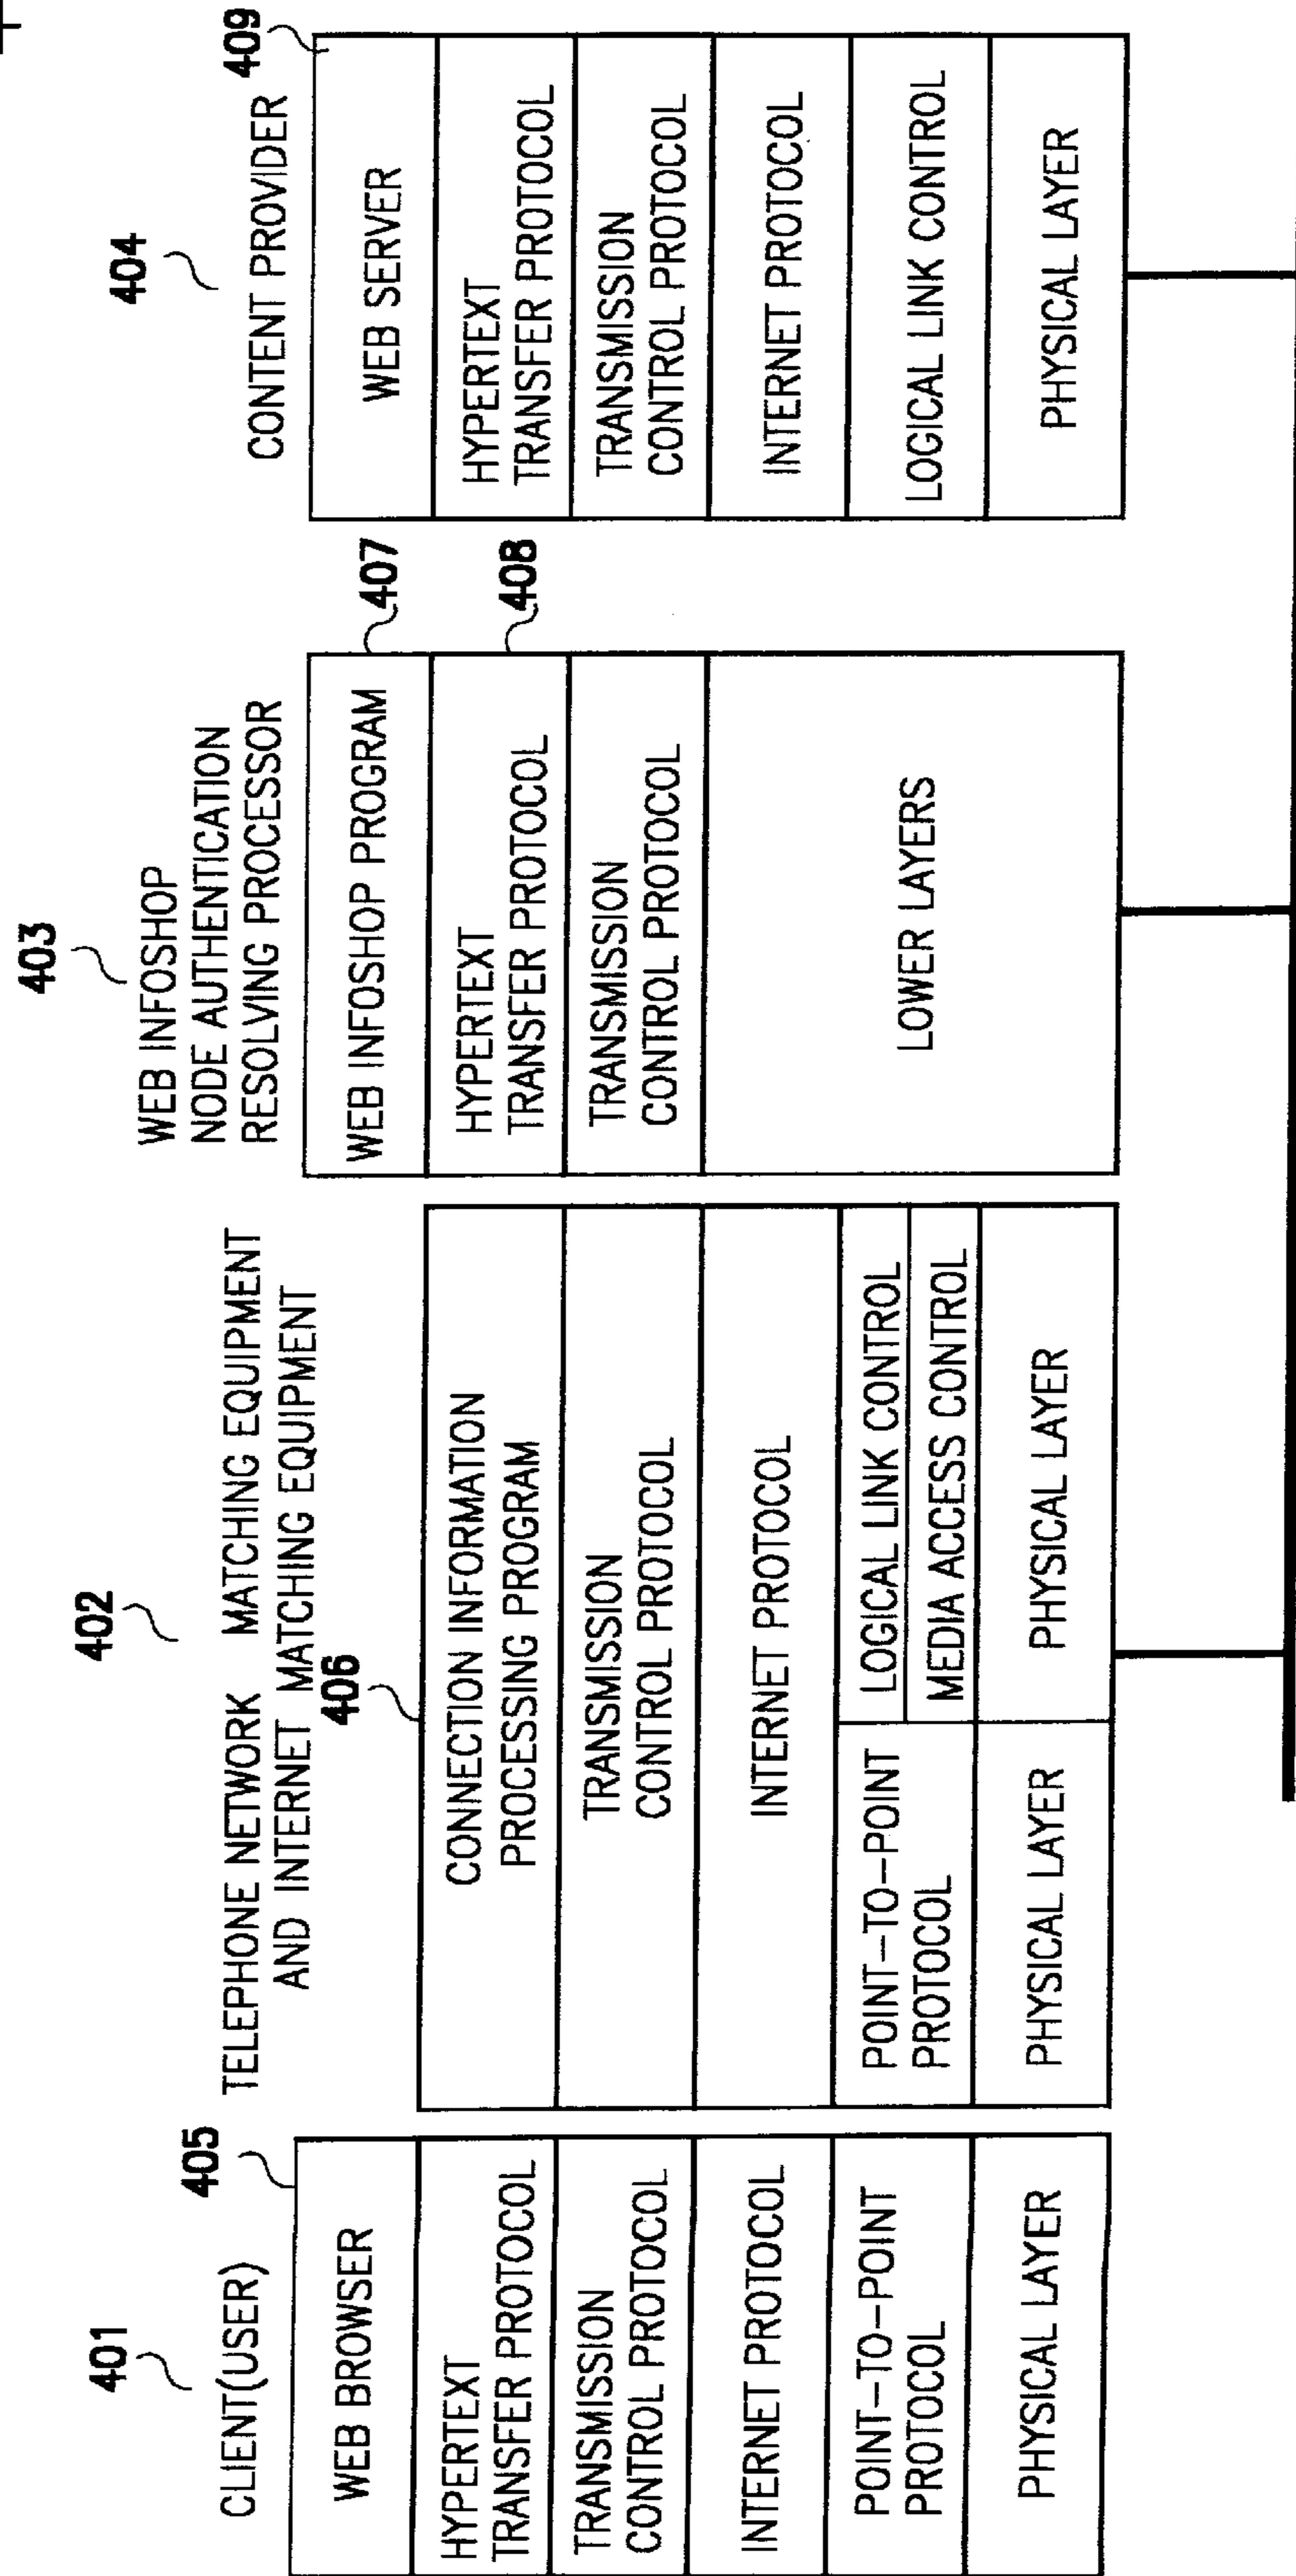 401
CLIENT(USER)
405
WEB BROWSER
HYPERTEXT
TRANSFER PROTOCOL
TRANSMISSION
CONTROL PROTOCOL
INTERNET PROTOCOL
POINT-TO-POINT
PROTOCOL
PHYSICAL LAYER
402
TELEPHONE NETWORK MATCHING EQUIPMENT
AND INTERNET MATCHING EQUIPMENT
406
CONNECTION INFORMATION
PROCESSING PROGRAM
TRANSMISSION
CONTROL PROTOCOL
INTERNET PROTOCOL
POINT-TO-POINT
PROTOCOL
PHYSICAL LAYER
LOGICAL LINK CONTROL
MEDIA ACCESS CONTROL
PHYSICAL LAYER
403
WEB INFOSHOP
NODE AUTHENTICATION
RESOLVING PROCESSOR
407
WEB INFOSHOP PROGRAM
408
HYPERTEXT
TRANSFER PROTOCOL
TRANSMISSION
CONTROL PROTOCOL
LOWER LAYERS
404
CONTENT PROVIDER
409
WEB SERVER
HYPERTEXT
TRANSFER PROTOCOL
TRANSMISSION
CONTROL PROTOCOL
INTERNET PROTOCOL
LOGICAL LINK CONTROL
PHYSICAL LAYER